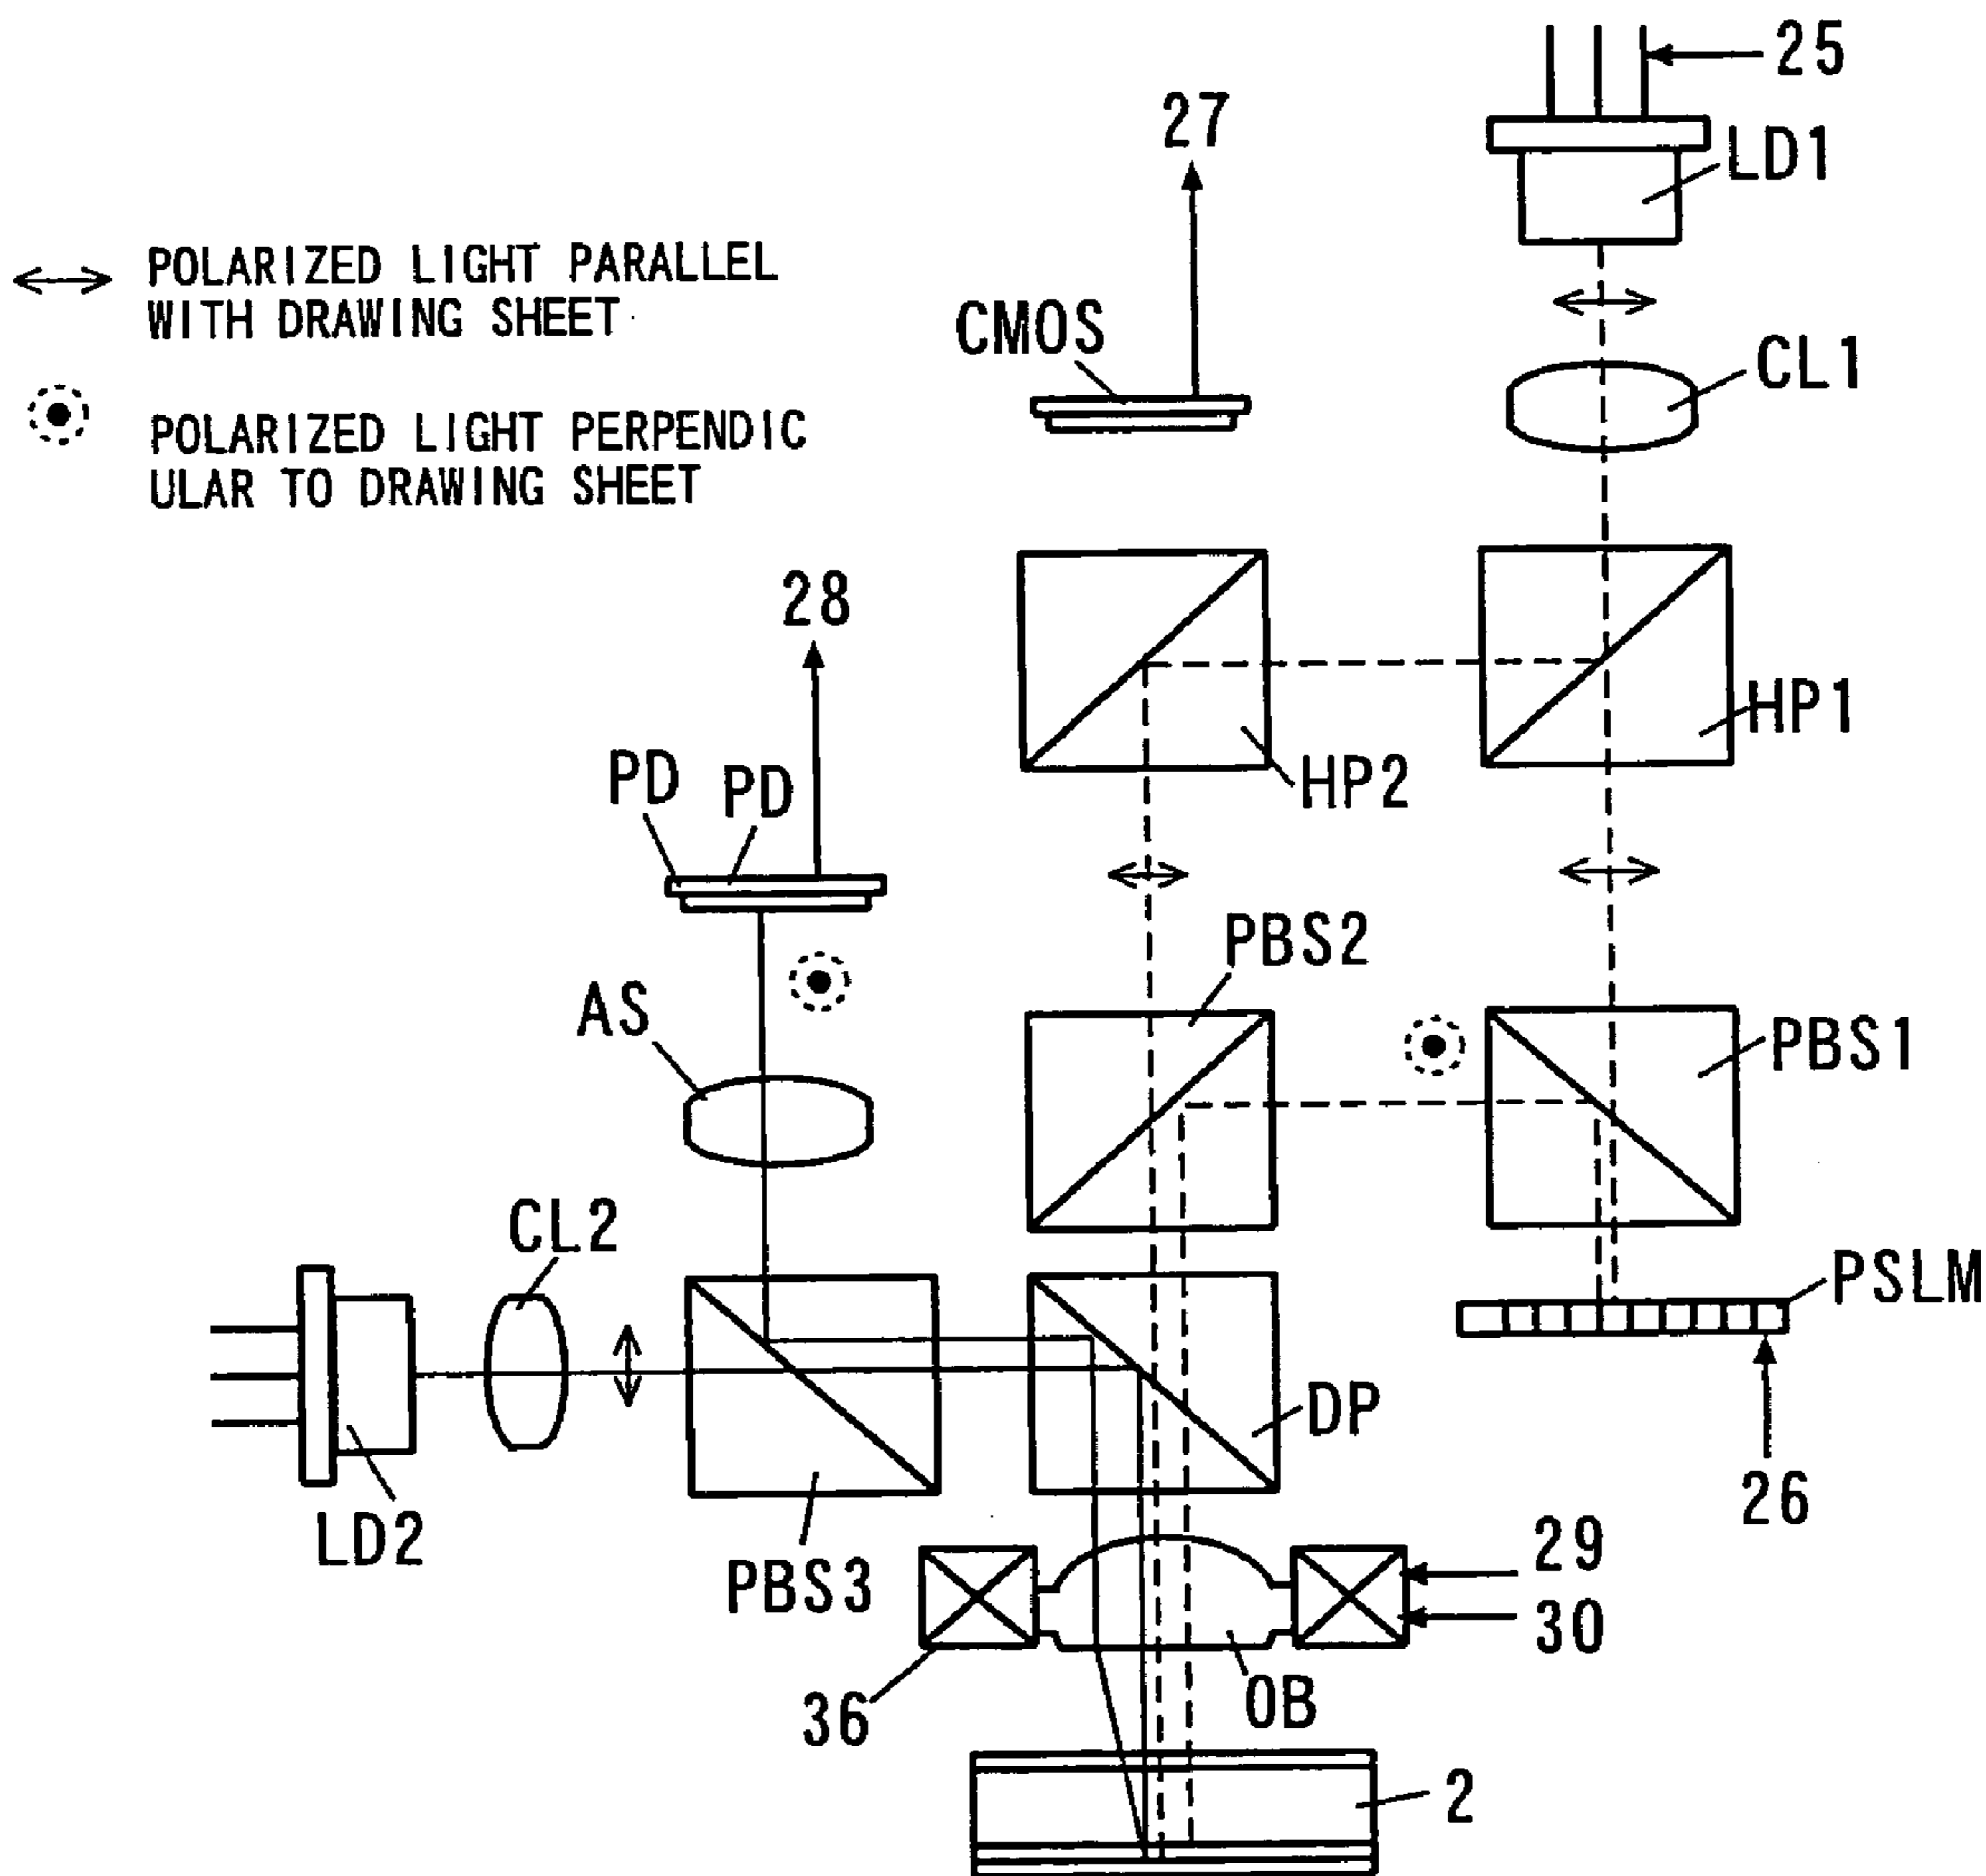 25
27
LD1
POLARIZED LIGHT PARALLEL
WITH DRAWING SHEET
CMOS
CL1
POLARIZED LIGHT PERPENDIC
ULAR TO DRAWING SHEET
28
HP1
PD
PD
HP2
PBS2
AS
PBS1
CL2
PSLM
DP
26
LD2
PBS3
29
30
36
OB
2